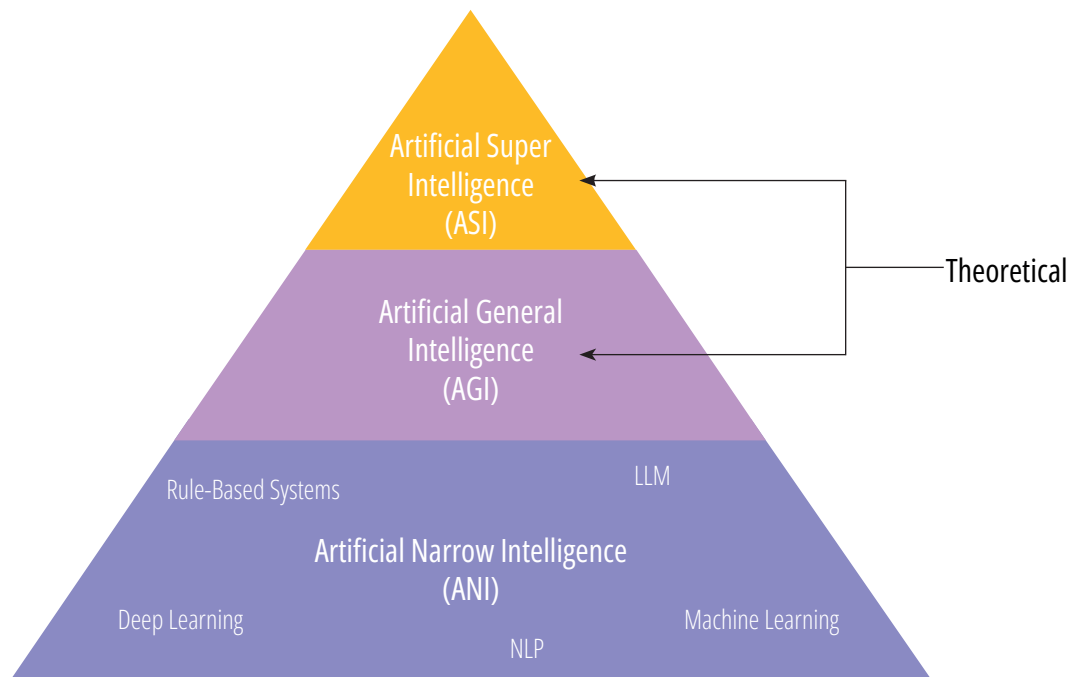 Artificial Super
Intelligence
(ASI)
Theoretical
Artificial General
Intelligence
(AGI)
Rule-Based Systems
LLM
Artificial Narrow Intelligence
(ANI)
Deep Learning
Machine Learning
NLP